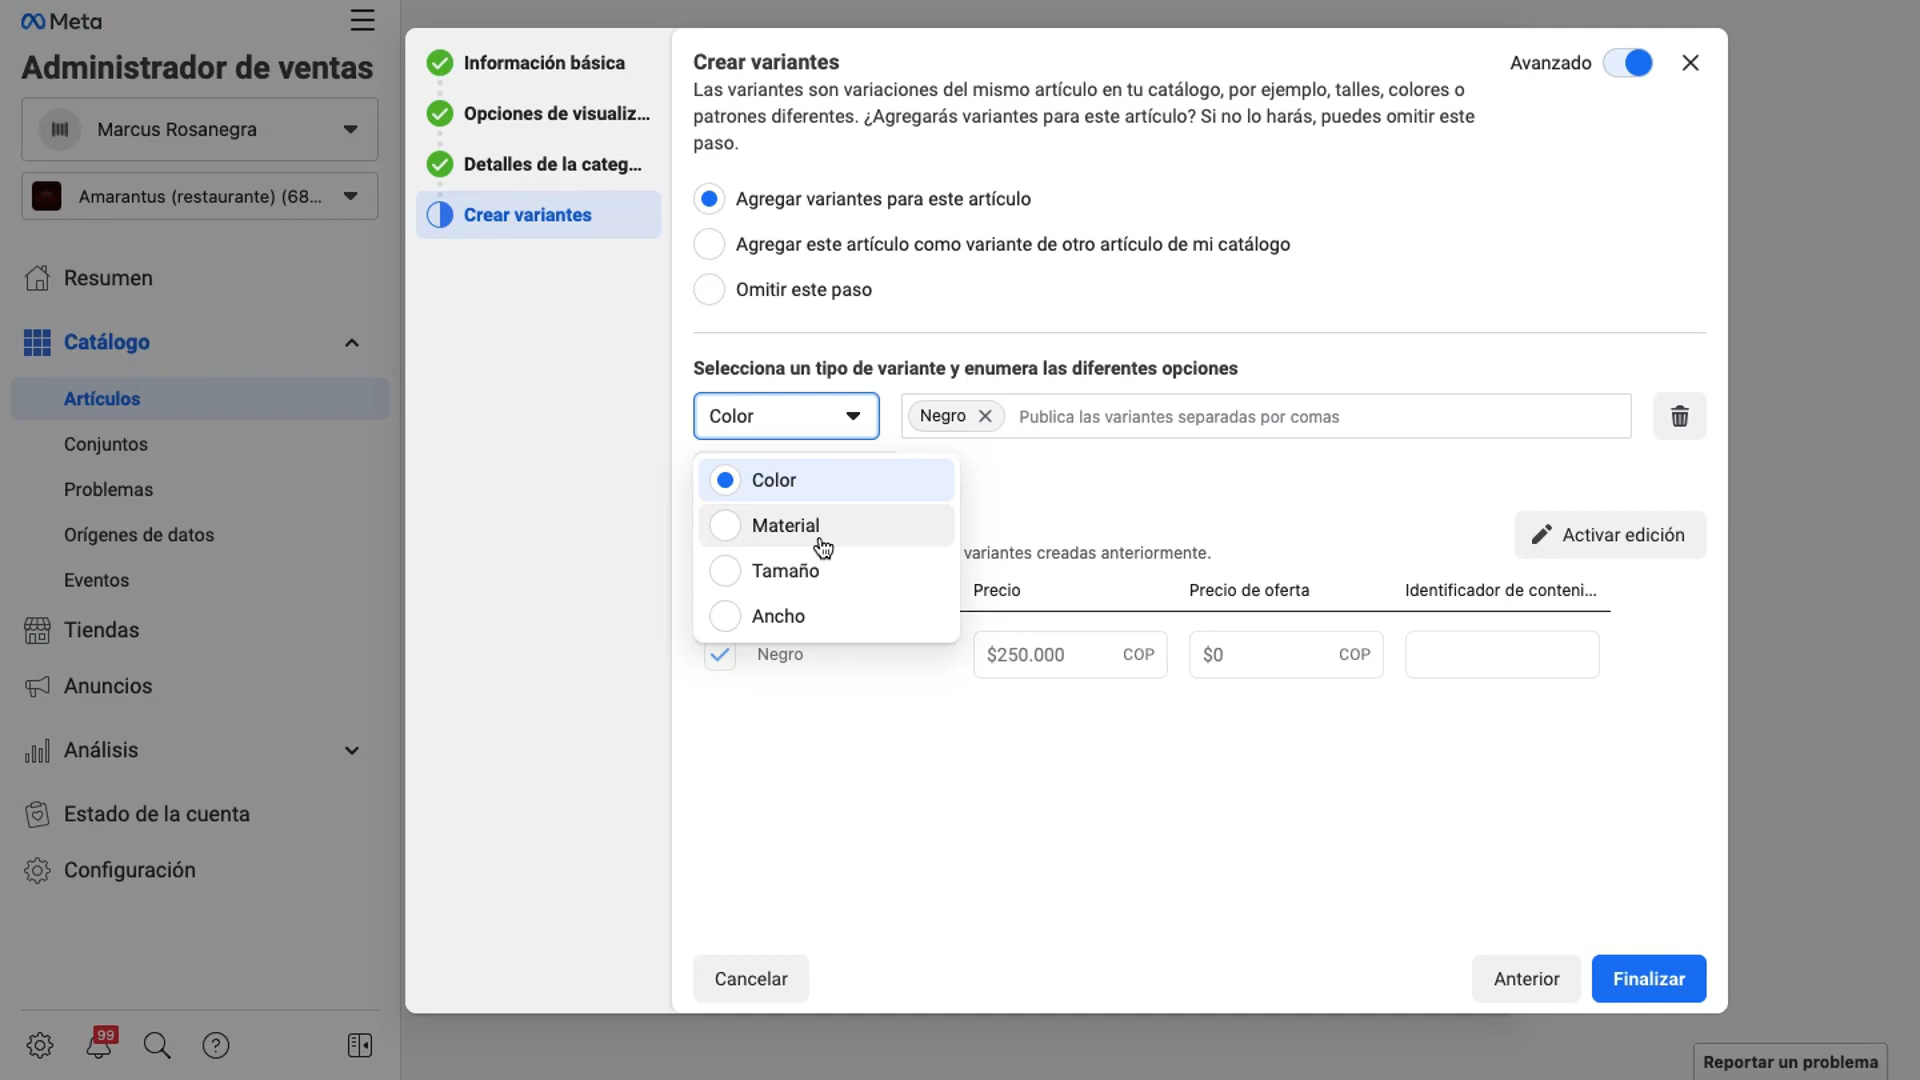 Meta
Administrador de ventas
Marcus Rosanegra
Amarantus (restaurante) (68...
Resumen
Catálogo
Artículos
Conjuntos
Problemas
Orígenes de datos
Eventos
Tiendas
Anuncios
Análisis
Estado de la cuenta
Configuración
99
Información básica
Opciones de visualiz...
Detalles de la categ...
Crear variantes
Crear variantes
Avanzado
Las variantes son variaciones del mismo artículo en tu catálogo, por ejemplo, talles, colores o
patrones diferentes. ¿Agregarás variantes para este artículo? Si no lo harás, puedes omitir este
paso.
Agregar variantes para este artículo
Agregar este artículo como variante de otro artículo de mi catálogo
Omitir este paso
Selecciona un tipo de variante y enumera las diferentes opciones
Color
Negro
Publica las variantes separadas por comas
Color
Material
Tamaño
Ancho
Activar edición
variantes creadas anteriormente.
Precio
Precio de oferta
Identificador de conteni...
Negro
$250.000 COP
$0 COP
Cancelar
Anterior
Finalizar
Reportar un problema